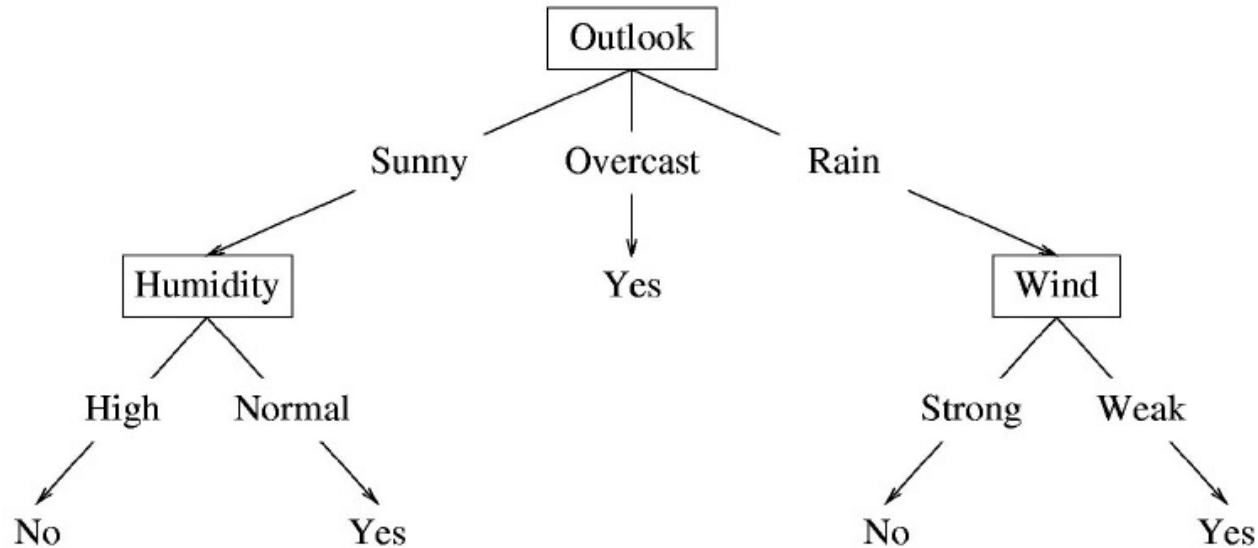 Outlook
Sunny Overcast Rain
Humidity Yes Wind
High Normal Strong Weak
No Yes No Yes